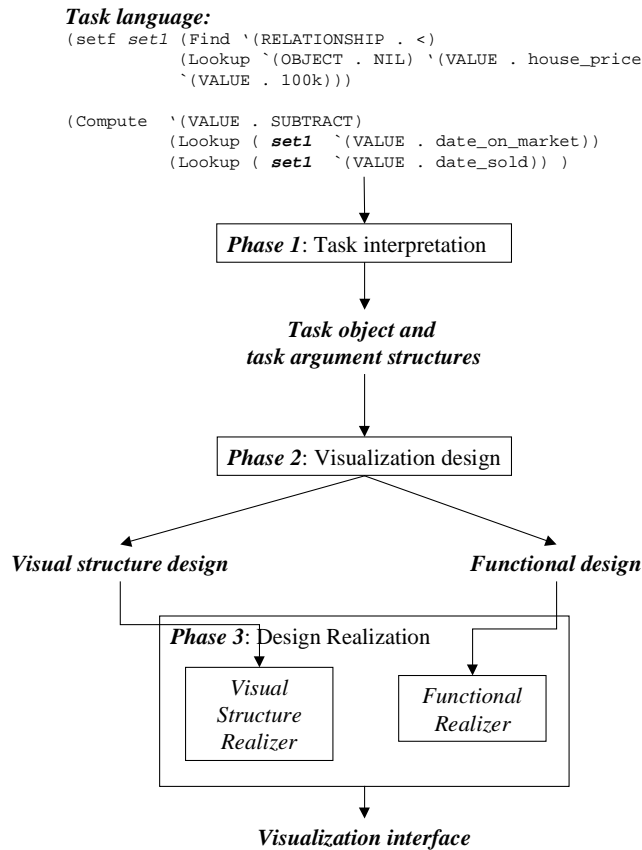 Task language:
(setf set1 (Find ‘(RELATIONSHIP . <)
(Lookup `(OBJECT . NIL) ‘(VALUE . house_price
`(VALUE . 100k)))
(Compute ‘(VALUE . SUBTRACT)
(Lookup ( set1 `(VALUE . date_on_market))
(Lookup ( set1 `(VALUE . date_sold)) )
Phase 1: Task interpretation
Task object and
task argument structures
Phase 2: Visualization design
Visual structure design
Functional design
Phase 3: Design Realization
Visual
Structure
Realizer
Functional
Realizer
Visualization interface